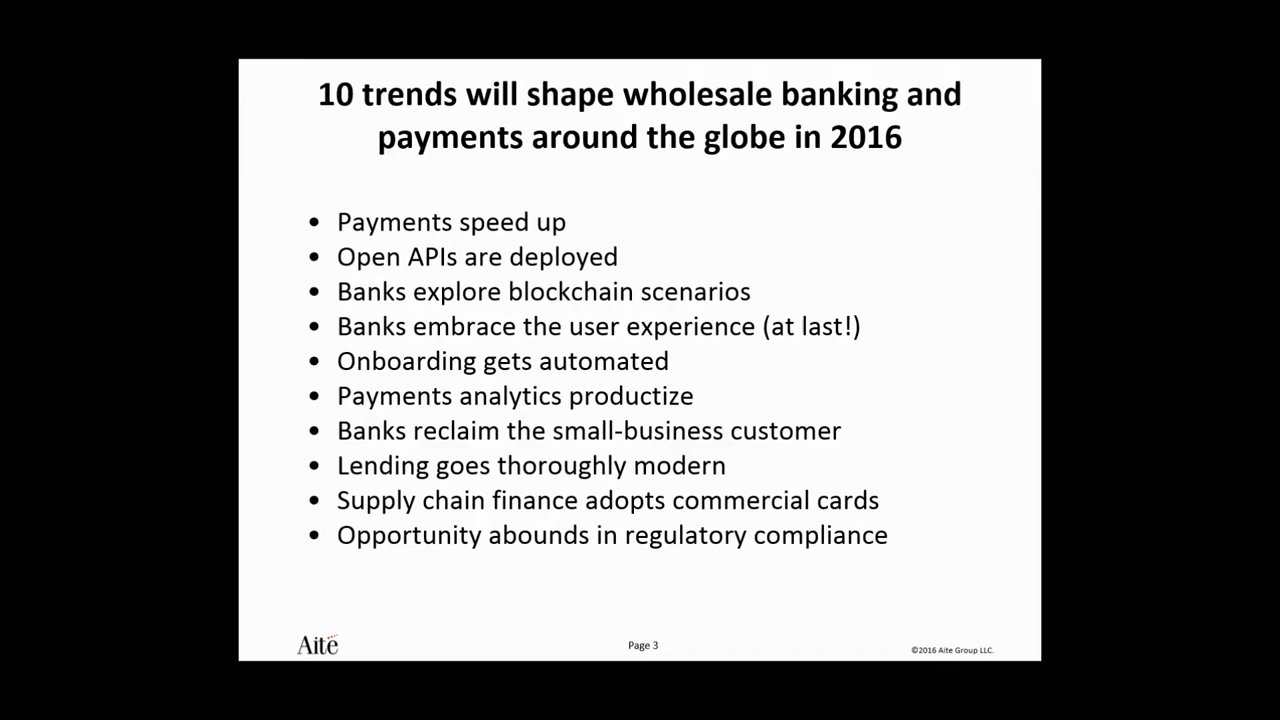 10 trends will shape wholesale banking and
payments around the globe in 2016
• Payments speed up
• Open APIs are deployed
• Banks explore blockchain scenarios
• Banks embrace the user experience (at last!)
• Onboarding gets automated
• Payments analytics productize
• Banks reclaim the small-business customer
• Lending goes thoroughly modern
• Supply chain finance adopts commercial cards
• Opportunity abounds in regulatory compliance
Aite
Page 3
©2016 Aite Group LLC.